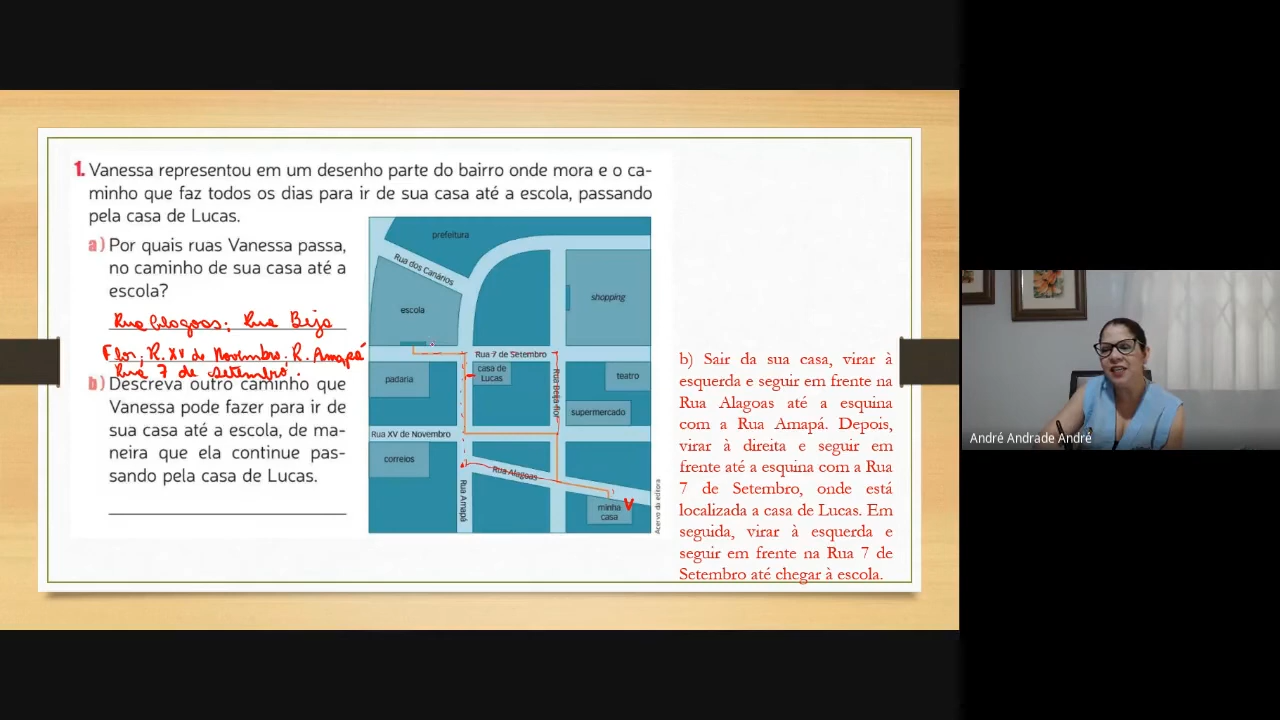 1. Vanessa representou em um desenho parte do bairro onde mora e o ca-
minho que faz todos os dias para ir de sua casa até a escola, passando
pela casa de Lucas.
a) Por quais ruas Vanessa passa,
no caminho de sua casa até a
escola?
Rua Alagoas; Rua Beija
Flor; R. XV de Novembro. R. Amapá
Rua 7 de setembro.
b) Descreva outro caminho que
Vanessa pode fazer para ir de
sua casa até a escola, de ma-
neira que ela continue pas-
sando pela casa de Lucas.
prefeitura
Rua dos Canários
escola
shopping
Rua 7 de Setembro
casa de
Lucas
padaria
teatro
Rua Beija-flor
supermercado
Rua XV de Novembro
correios
Rua Alagoas
Rua Amapá
minha
casa
V
Acervo da editora
b) Sair da sua casa, virar à
esquerda e seguir em frente na
Rua Alagoas até a esquina
com a Rua Amapá. Depois,
virar à direita e seguir em
frente até a esquina com a Rua
7 de Setembro, onde está
localizada a casa de Lucas. Em
seguida, virar à esquerda e
seguir em frente na Rua 7 de
Setembro até chegar à escola.
André Andrade André